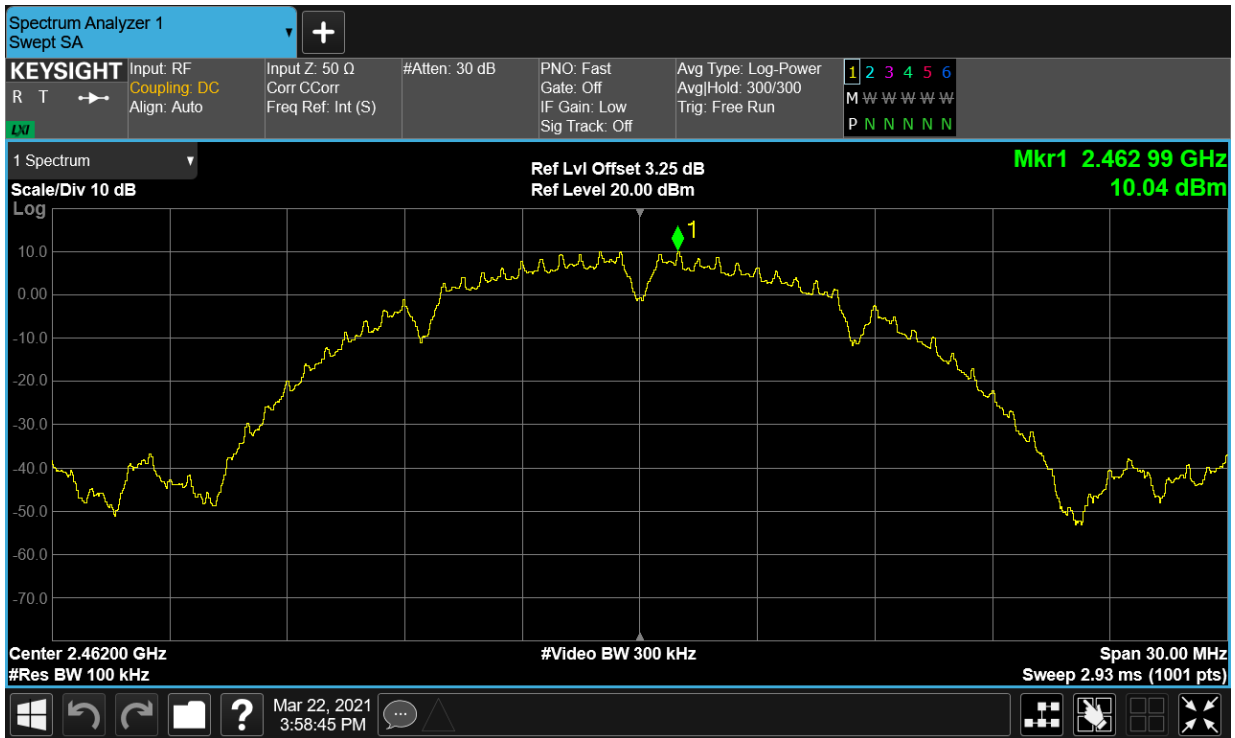 Spectrum Analyzer 1
Swept SA
KEYSIGHT
R T
LXI
Input: RF
Coupling: DC
Align: Auto
Input Z: 50 Ω
Corr CCorr
Freq Ref: Int (S)
#Atten: 30 dB
PNO: Fast
Gate: Off
IF Gain: Low
Sig Track: Off
Avg Type: Log-Power
Avg|Hold: 300/300
Trig: Free Run
1 2 3 4 5 6
M W W W W W
P N N N N N
1 Spectrum
Scale/Div 10 dB
Log
Ref Lvl Offset 3.25 dB
Ref Level 20.00 dBm
Mkr1 2.462 99 GHz
10.04 dBm
1
10.0
0.00
-10.0
-20.0
-30.0
-40.0
-50.0
-60.0
-70.0
Center 2.46200 GHz
#Res BW 100 kHz
#Video BW 300 kHz
Span 30.00 MHz
Sweep 2.93 ms (1001 pts)
?
Mar 22, 2021
3:58:45 PM